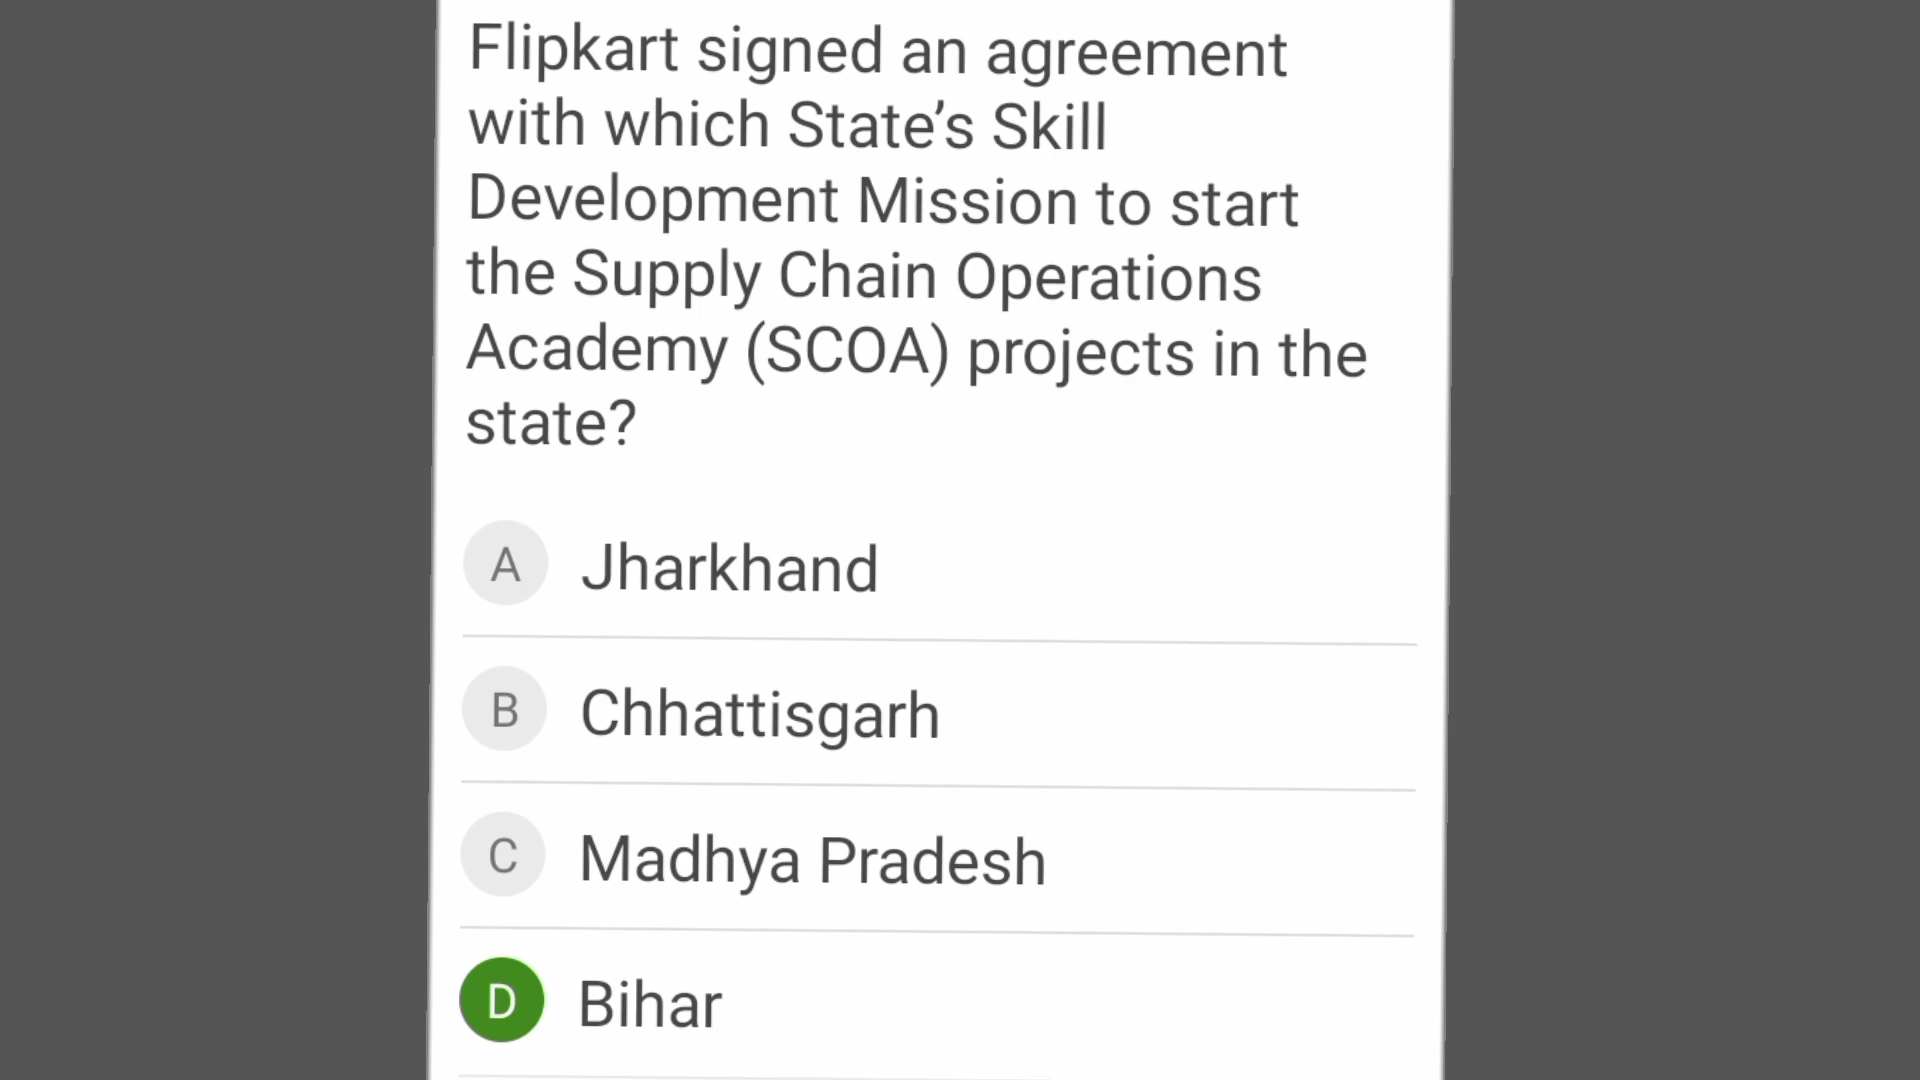 Flipkart signed an agreement
with which State’s Skill
Development Mission to start
the Supply Chain Operations
Academy (SCOA) projects in the
state?
A Jharkhand
B Chhattisgarh
C Madhya Pradesh
D Bihar